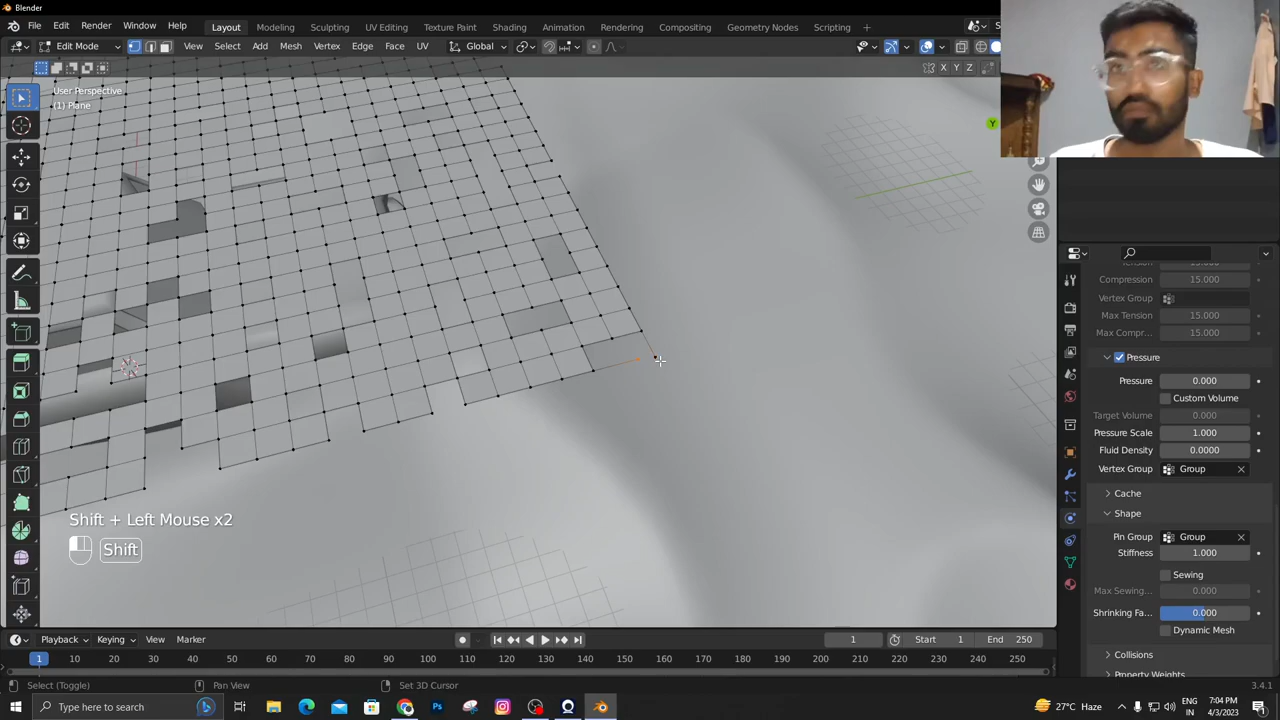 Blender
File Edit Render Window Help
Layout Modeling Sculpting UV Editing Texture Paint Shading Animation Rendering Compositing Geometry Nodes Scripting +
Edit Mode View Select Add Mesh Vertex Edge Face UV Global
X Y Z
User Perspective
(1) Plane
Y
Compression 15.000
Vertex Group
Max Tension 15.000
Max Compr... 15.000
Pressure
Pressure 0.000
Custom Volume
Target Volume 0.000
Pressure Scale 1.000
Fluid Density 0.0000
Vertex Group Group
Cache
Shape
Pin Group Group
Stiffness 1.000
Sewing
Max Sewing... 0.000
Shrinking Fa... 0.000
Dynamic Mesh
Collisions
Property Weights
Shift + Left Mouse x2
Shift
Playback Keying View Marker 1 Start 1 End 250
1 10 20 30 40 50 60 70 80 90 100 110 120 130 140 150 160 170 180 190 200 210 220 230 240 250
Select (Toggle) Pan View Set 3D Cursor 3.4.1
Type here to search
27°C Haze
ENG
IN
7:04 PM
4/3/2023